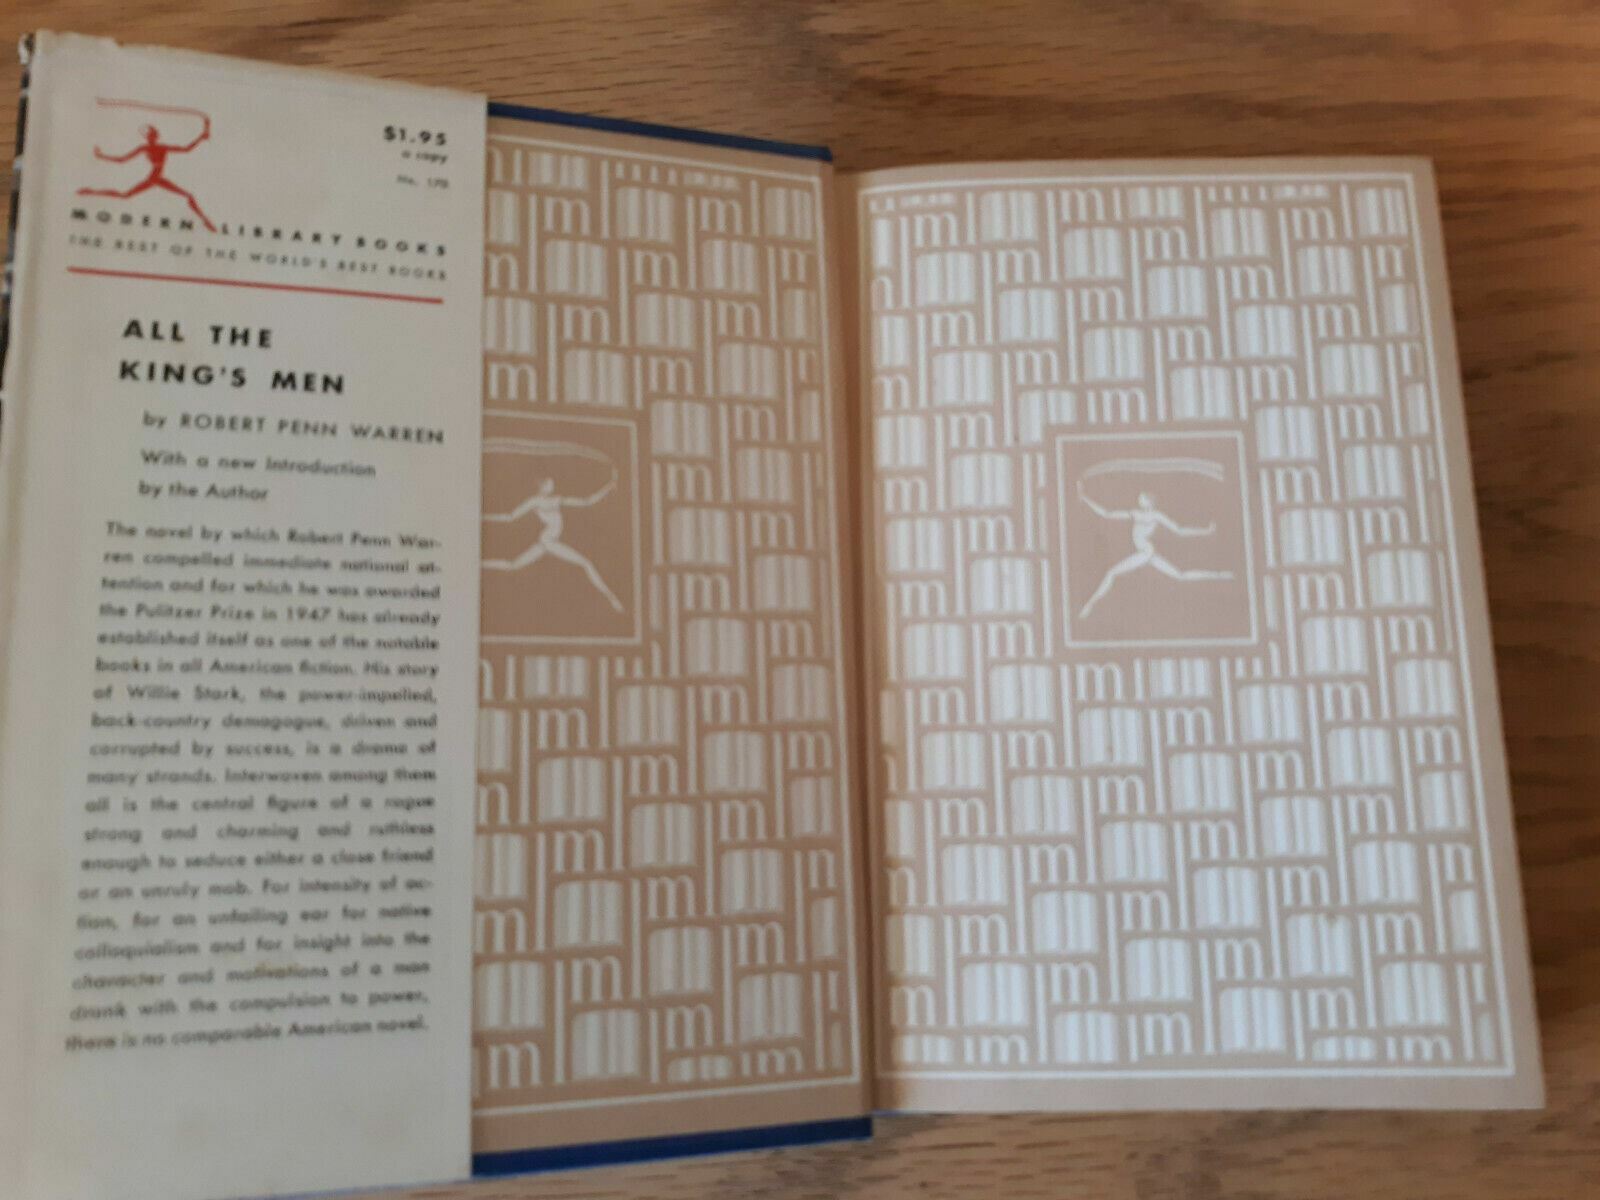 $1.95
a copy
No. 170
MODERN LIBRARY BOOKS
THE BEST OF THE WORLD'S BEST BOOKS
ALL THE
KING'S MEN
by ROBERT PENN WARREN
With a new Introduction
by the Author
The novel by which Robert Penn War-
ren compelled immediate national at-
tention and for which he was awarded
the Pulitzer Prize in 1947 has already
established itself as one of the notable
books in all American fiction. His story
of Willie Stark, the power-impelled,
back-country demagogue, driven and
corrupted by success, is a drama of
many strands. Interwoven among them
all is the central figure of a rogue
strong and charming and ruthless
enough to seduce either a close friend
or an unruly mob. For intensity of ac-
tion, for an unfailing ear for native
colloquialism and for insight into the
character and motivations of a man
drunk with the compulsion to power,
there is no comparable American novel.